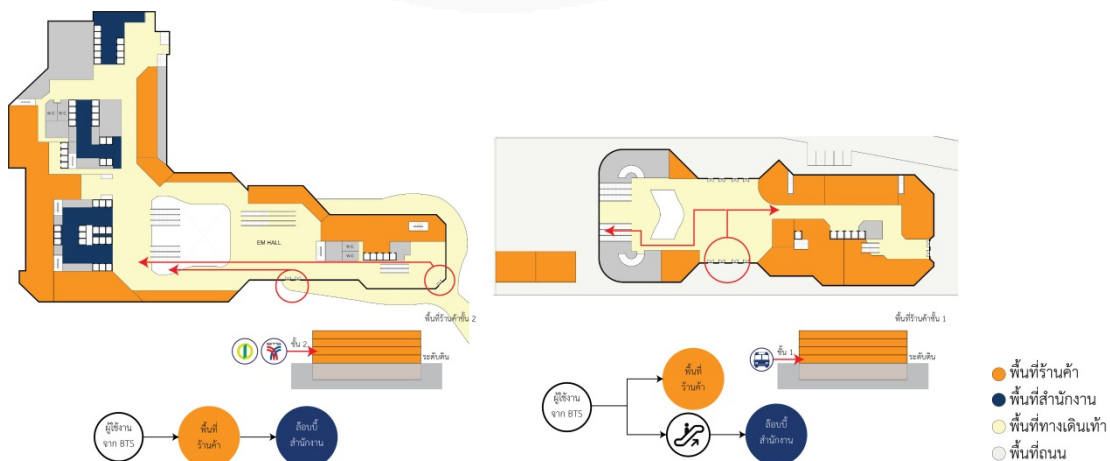 W.C.
W.C.
EM HALL
W.C.
W.C.
พื้นที่ร้านค้าชั้น 2
พื้นที่ร้านค้าชั้น 1
ชั้น 2
ระดับดิน
ชั้น 1
ระดับดิน
ผู้ใช้งาน
จาก BTS
พื้นที่
ร้านค้า
ล๊อบบี้
สำนักงาน
ผู้ใช้งาน
จาก BTS
พื้นที่
ร้านค้า
ล๊อบบี้
สำนักงาน
พื้นที่ร้านค้า
พื้นที่สำนักงาน
พื้นที่ทางเดินเท้า
พื้นที่ถนน